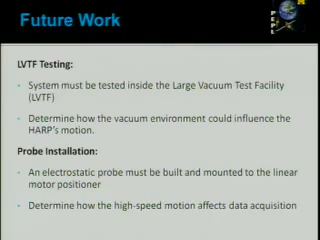 Future Work
PEPL
LVTF Testing:
• System must be tested inside the Large Vacuum Test Facility
(LVTF)
• Determine how the vacuum environment could influence the
HARP's motion.
Probe Installation:
• An electrostatic probe must be built and mounted to the linear
motor positioner
• Determine how the high-speed motion affects data acquisition